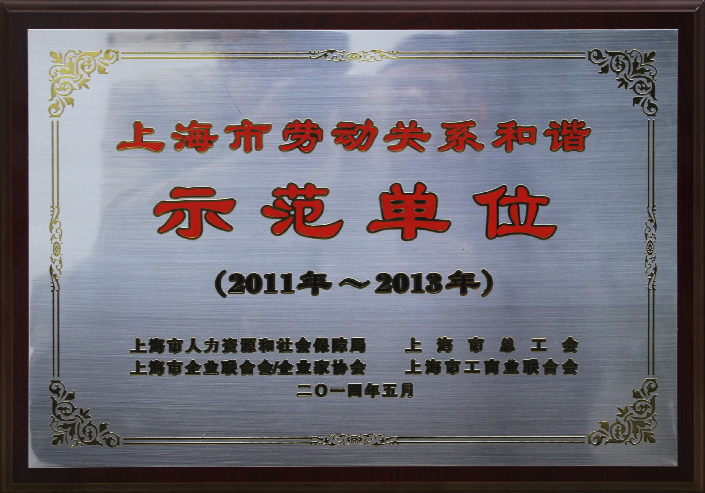 上海市劳动关系和谐
示范单位
(2011年～2013年)
上海市人力资源和社会保障局 上海市总工会
上海市企业联合会/企业家协会 上海市工商业联合会
二〇一四年五月